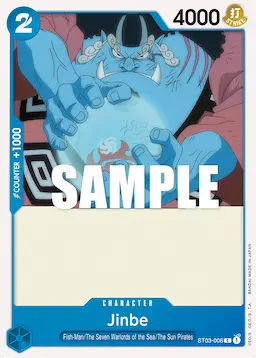 2
4000
打
STRIKE
COUNTER +1000
SAMPLE
CHARACTER
Jinbe
Fish-Man/The Seven Warlords of the Sea/The Sun Pirates
ST03-006 C